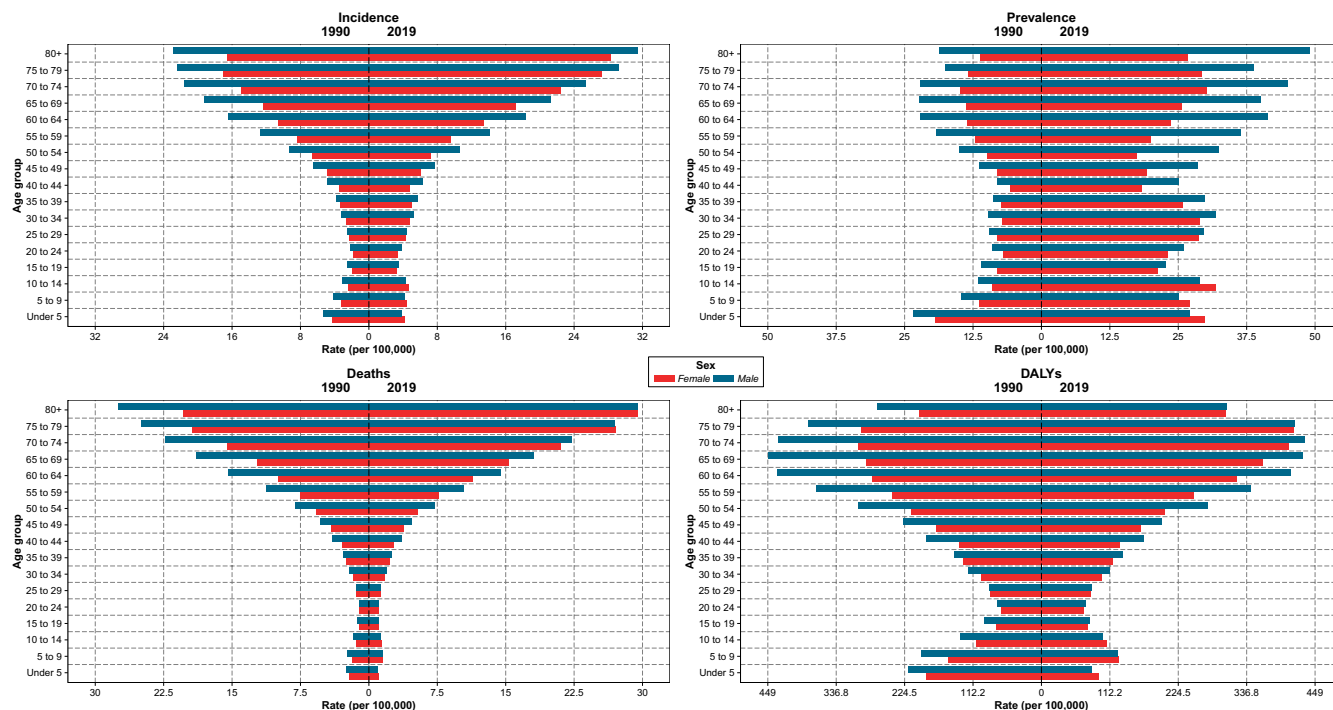 Incidence
1990 2019
Age group
80+
75 to 79
70 to 74
65 to 69
60 to 64
55 to 59
50 to 54
45 to 49
40 to 44
35 to 39
30 to 34
25 to 29
20 to 24
15 to 19
10 to 14
5 to 9
Under 5
32 24 16 8 0 8 16 24 32
Rate (per 100,000)
Prevalence
1990 2019
Age group
80+
75 to 79
70 to 74
65 to 69
60 to 64
55 to 59
50 to 54
45 to 49
40 to 44
35 to 39
30 to 34
25 to 29
20 to 24
15 to 19
10 to 14
5 to 9
Under 5
50 37.5 24.5 12.5 0 12.5 25 37.5 50
Rate (per 100,000)
Sex
Female Male
Deaths
1990 2019
Age group
80+
75 to 79
70 to 74
65 to 69
60 to 64
55 to 59
50 to 54
45 to 49
40 to 44
35 to 39
30 to 34
25 to 29
20 to 24
15 to 19
10 to 14
5 to 9
Under 5
30 22.5 15 7.5 0 7.5 15 22.5 30
Rate (per 100,000)
DALYs
1990 2019
Age group
80+
75 to 79
70 to 74
65 to 69
60 to 64
55 to 59
50 to 54
45 to 49
40 to 44
35 to 39
30 to 34
25 to 29
20 to 24
15 to 19
10 to 14
5 to 9
Under 5
449 336.8 224.5 112.2 0 112.2 224.5 336.8 449
Rate (per 100,000)